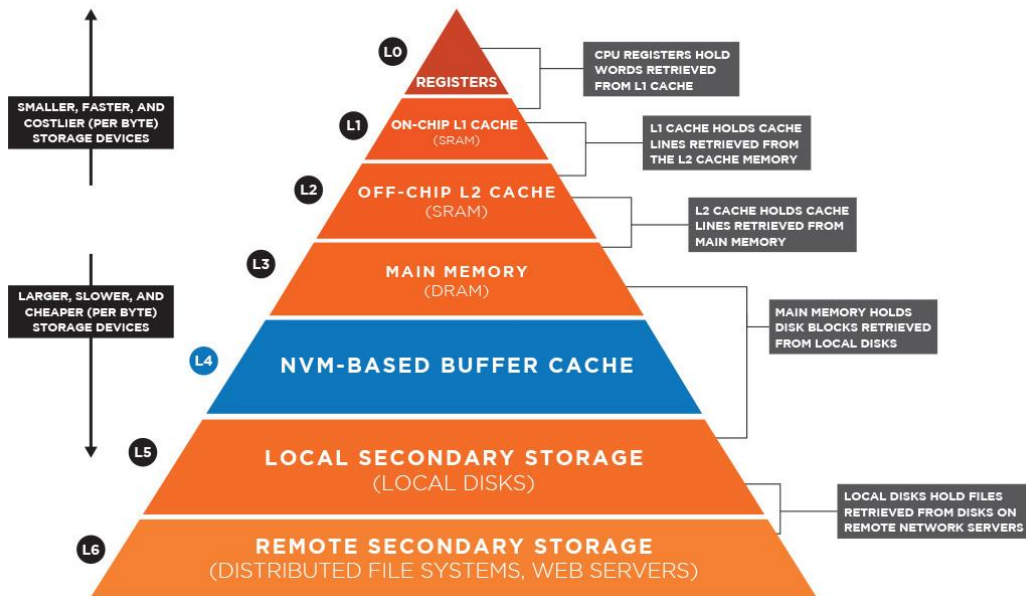 L0
REGISTERS
CPU REGISTERS HOLD
WORDS RETRIEVED
FROM L1 CACHE
SMALLER, FASTER, AND
COSTLIER (PER BYTE)
STORAGE DEVICES
L1
ON-CHIP L1 CACHE
(SRAM)
L1 CACHE HOLDS CACHE
LINES RETRIEVED FROM
THE L2 CACHE MEMORY
L2
OFF-CHIP L2 CACHE
(SRAM)
L2 CACHE HOLDS CACHE
LINES RETRIEVED FROM
MAIN MEMORY
L3
MAIN MEMORY
(DRAM)
LARGER, SLOWER, AND
CHEAPER (PER BYTE)
STORAGE DEVICES
MAIN MEMORY HOLDS
DISK BLOCKS RETRIEVED
FROM LOCAL DISKS
L4
NVM-BASED BUFFER CACHE
L5
LOCAL SECONDARY STORAGE
(LOCAL DISKS)
LOCAL DISKS HOLD FILES
RETRIEVED FROM DISKS ON
REMOTE NETWORK SERVERS
L6
REMOTE SECONDARY STORAGE
(DISTRIBUTED FILE SYSTEMS, WEB SERVERS)